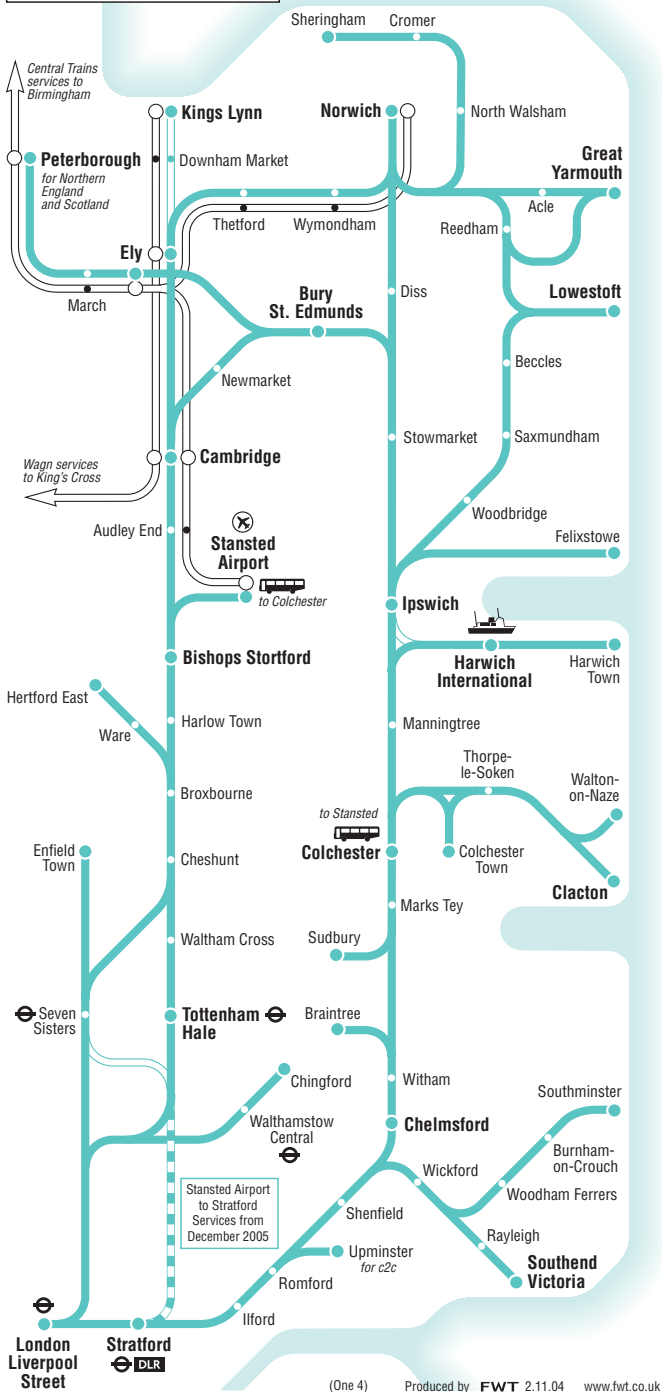 Sheringham
Cromer
Central Trains
services to
Birmingham
Kings Lynn
Norwich
North Walsham
Peterborough
for Northern
England
and Scotland
Downham Market
Great
Yarmouth
Acle
Thetford
Wymondham
Reedham
Ely
March
Bury
St. Edmunds
Diss
Lowestoft
Newmarket
Beccles
Stowmarket
Saxmundham
Cambridge
Wagn services
to King's Cross
Woodbridge
Audley End
Stansted
Airport
to Colchester
Felixstowe
Ipswich
Bishops Stortford
Harwich
International
Harwich
Town
Hertford East
Ware
Harlow Town
Manningtree
Thorpe-
le-Soken
Walton-
on-Naze
Broxbourne
to Stansted
Colchester
Colchester
Town
Clacton
Enfield
Town
Cheshunt
Marks Tey
Waltham Cross
Sudbury
Seven
Sisters
Tottenham
Hale
Braintree
Witham
Chingford
Southminster
Walthamstow
Central
Chelmsford
Burnham-
on-Crouch
Wickford
Woodham Ferrers
Stansted Airport
to Stratford
Services from
December 2005
Shenfield
Rayleigh
Upminster
for c2c
Southend
Victoria
Romford
Ilford
London
Liverpool
Street
Stratford
DLR
(One 4) Produced by FWT 2.11.04 www.fwt.co.uk